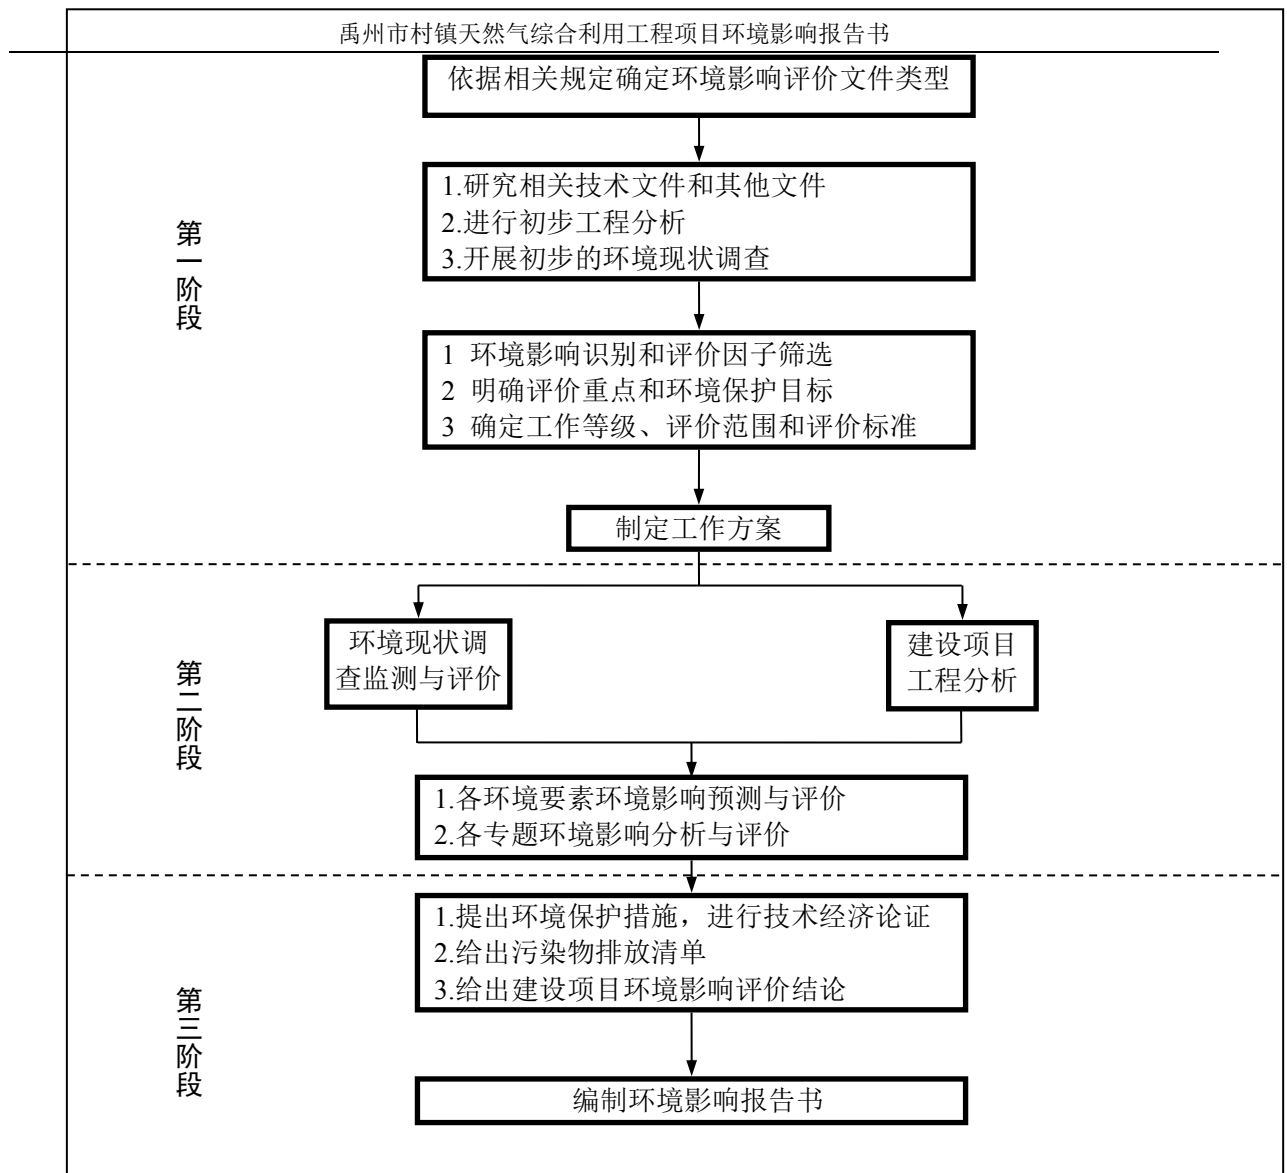 禹州市村镇天然气综合利用工程项目环境影响报告书
依据相关规定确定环境影响评价文件类型
第一阶段
1.研究相关技术文件和其他文件
2.进行初步工程分析
3.开展初步的环境现状调查
1 环境影响识别和评价因子筛选
2 明确评价重点和环境保护目标
3 确定工作等级、评价范围和评价标准
制定工作方案
第二阶段
环境现状调
查监测与评价
建设项目
工程分析
1.各环境要素环境影响预测与评价
2.各专题环境影响分析与评价
第三阶段
1.提出环境保护措施，进行技术经济论证
2.给出污染物排放清单
3.给出建设项目环境影响评价结论
编制环境影响报告书